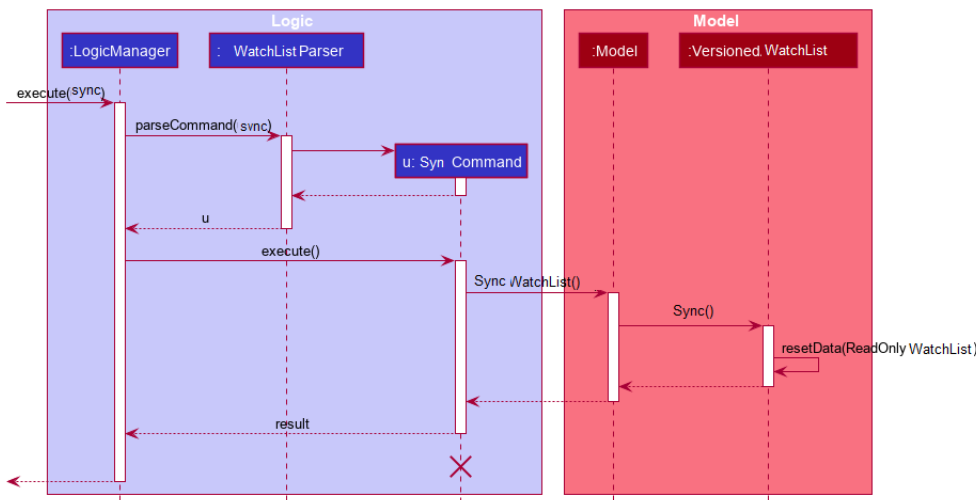 Logic
Model
:LogicManager
: WatchList Parser
:Model
:Versioned WatchList
execute(sync)
parseCommand( sync)
u: Syn Command
u
execute()
Sync WatchList()
Sync()
resetData(ReadOnly WatchList)
result